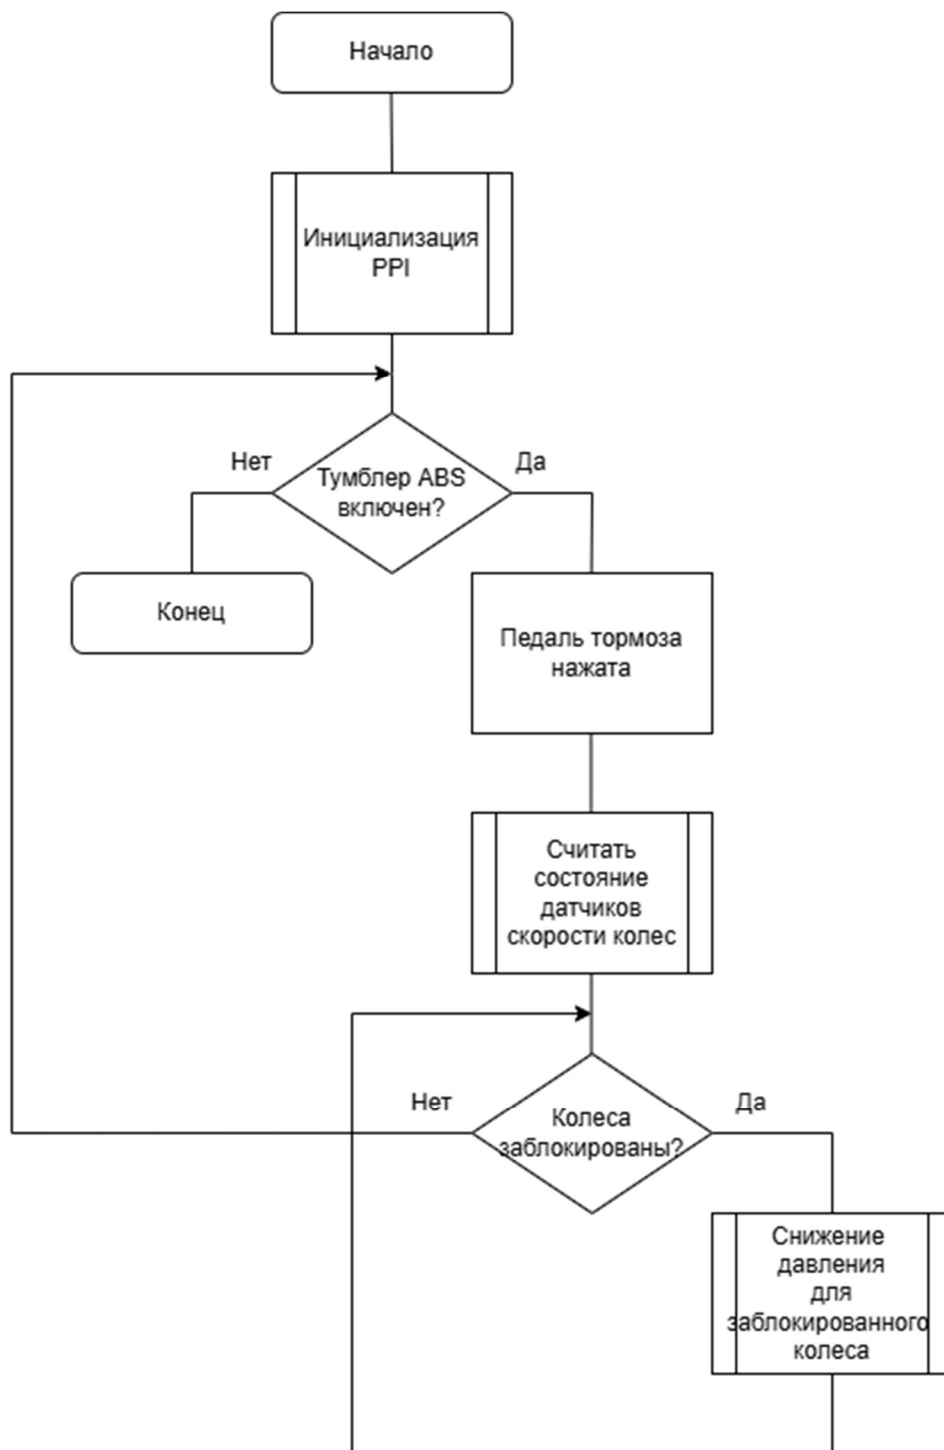 Начало
Инициализация
PPI
Нет
Да
Тумблер ABS
включен?
Конец
Педаль тормоза
нажата
Считать
состояние
датчиков
скорости колес
Нет
Да
Колеса
заблокированы?
Снижение
давления
для
заблокированного
колеса